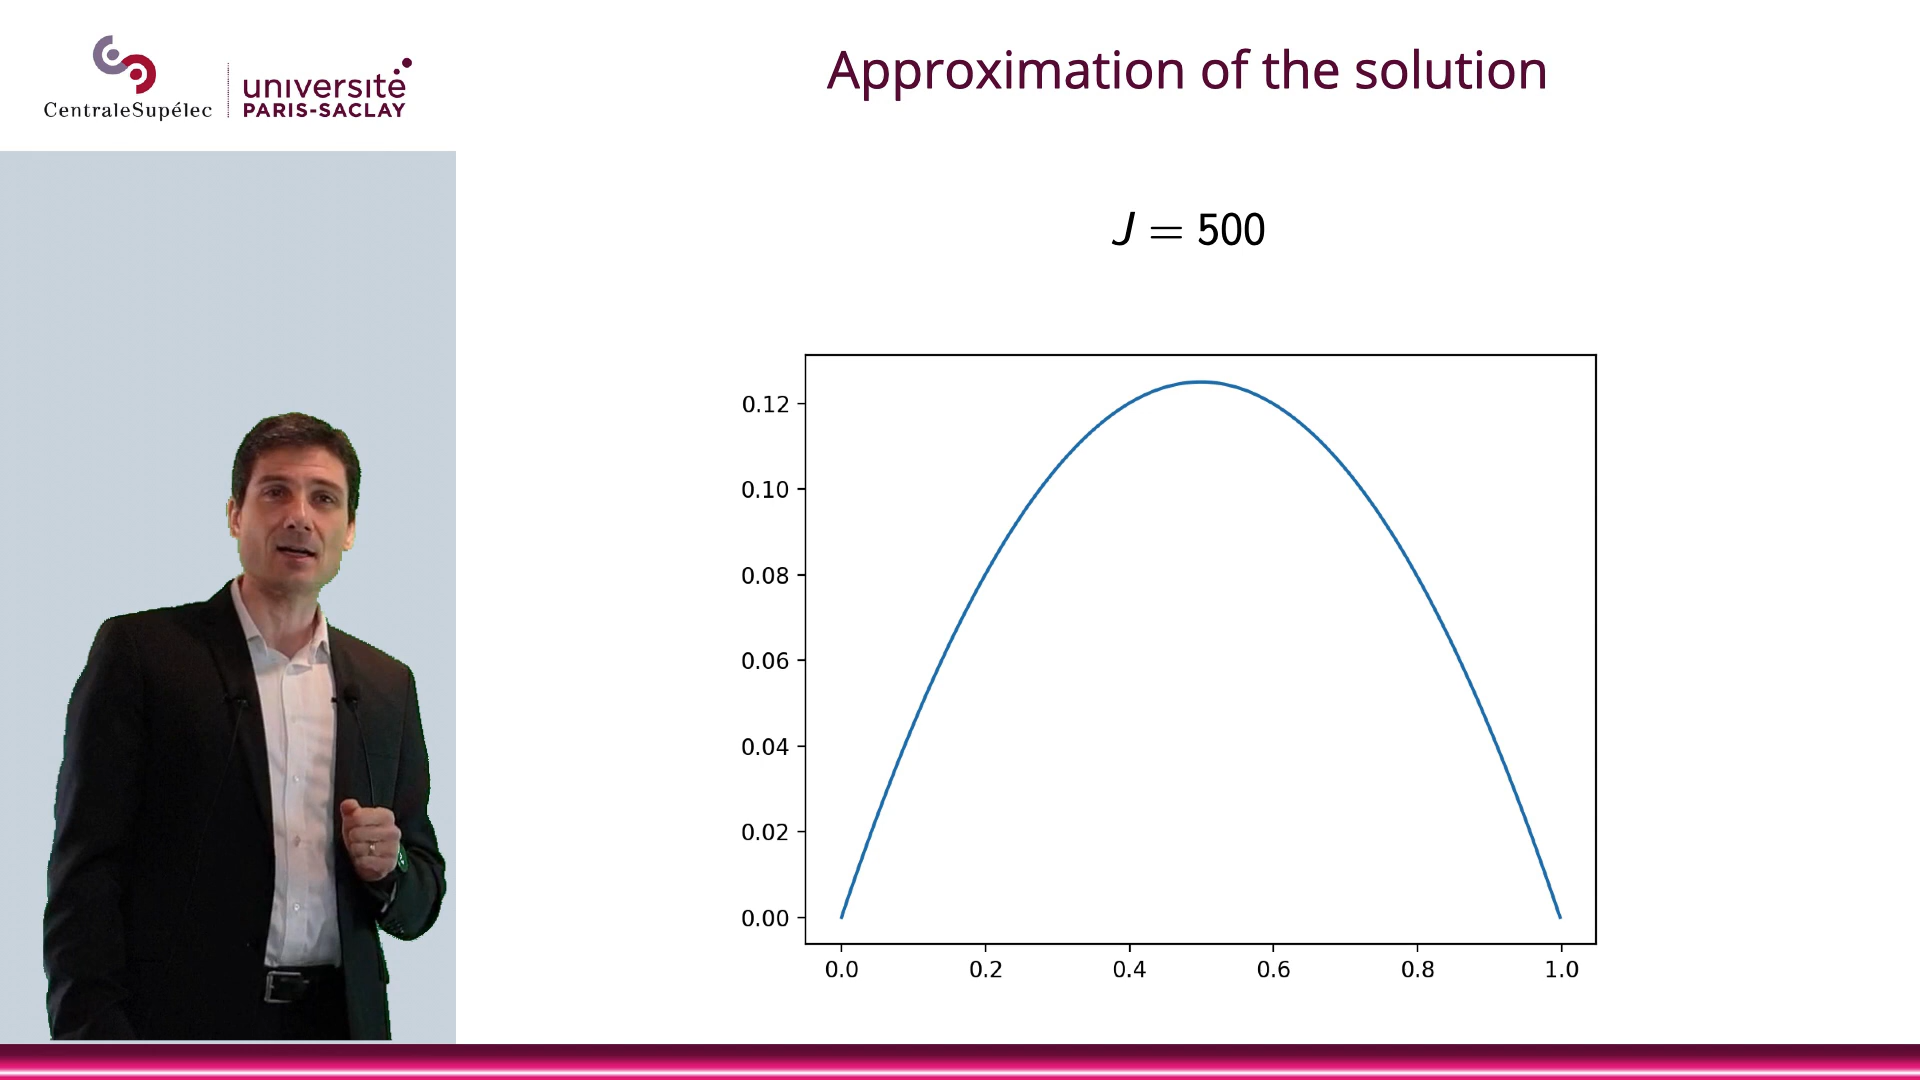 CentraleSupélec
université
PARIS-SACLAY
Approximation of the solution
J = 500
0.12
0.10
0.08
0.06
0.04
0.02
0.00
0.0 0.2 0.4 0.6 0.8 1.0